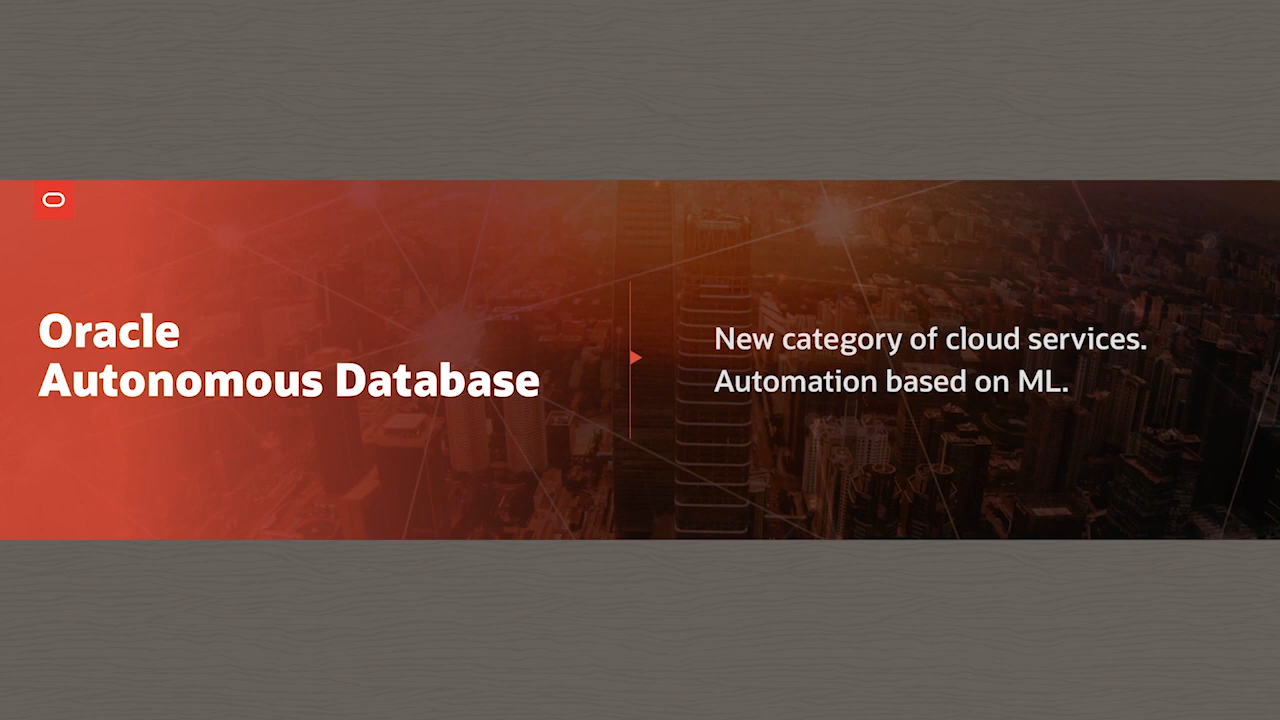 Oracle
Autonomous Database
New category of cloud services.
Automation based on ML.